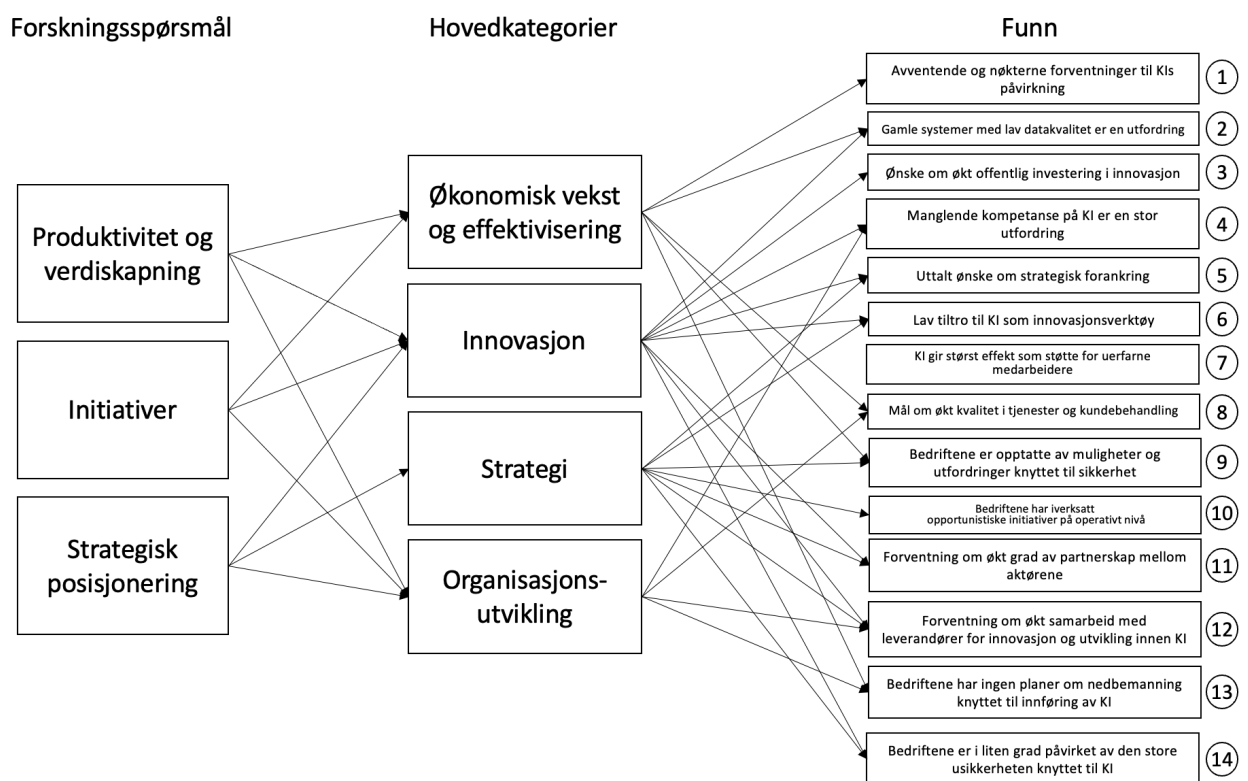 Forskningsspørsmål
Hovedkategorier
Funn
Produktivitet og
verdiskapning
Initiativer
Strategisk
posisjonering
Økonomisk vekst
og effektivisering
Innovasjon
Strategi
Organisasjons-
utvikling
Avventende og nøkterne forventninger til KIs
påvirkning
1
Gamle systemer med lav datakvalitet er en utfordring
2
Ønske om økt offentlig investering i innovasjon
3
Manglende kompetanse på KI er en stor
utfordring
4
Uttalt ønske om strategisk forankring
5
Lav tiltro til KI som innovasjonsverktøy
6
KI gir størst effekt som støtte for uerfarne
medarbeidere
7
Mål om økt kvalitet i tjenester og kundebehandling
8
Bedriftene er opptatte av muligheter og
utfordringer knyttet til sikkerhet
9
Bedriftene har iverksatt
opportunistiske initiativer på operativt nivå
10
Forventning om økt grad av partnerskap mellom
aktørene
11
Forventning om økt samarbeid med
leverandører for innovasjon og utvikling innen KI
12
Bedriftene har ingen planer om nedbemanning
knyttet til innføring av KI
13
Bedriftene er i liten grad påvirket av den store
usikkerheten knyttet til KI
14